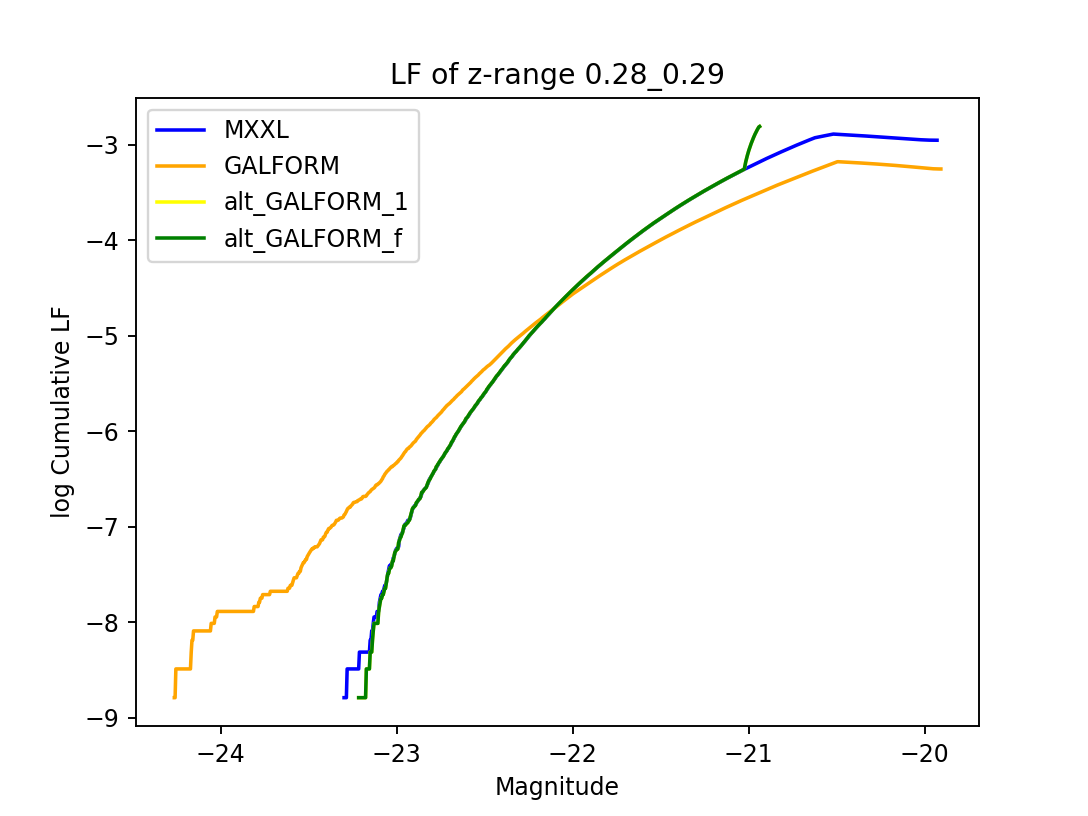 LF of z-range 0.28_0.29
MXXL
GALFORM
alt_GALFORM_1
alt_GALFORM_f
log Cumulative LF
−3
−4
−5
−6
−7
−8
−9
−24
−23
−22
−21
−20
Magnitude